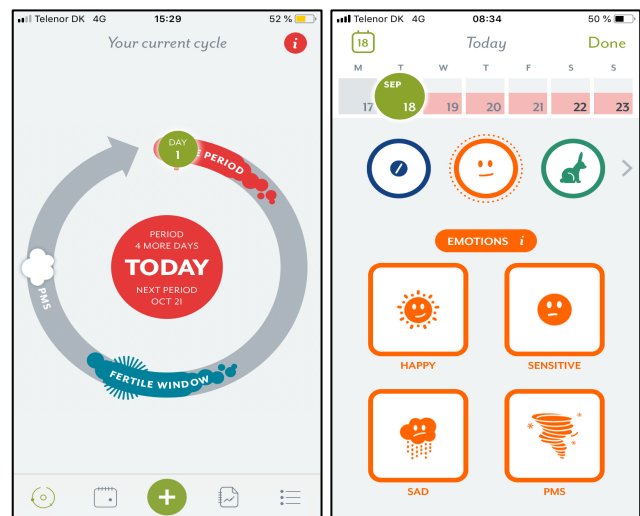 Telenor DK 4G 15:29 52 %
Your current cycle
i
DAY
1
E PERIOD
PERIOD
4 MORE DAYS
TODAY
NEXT PERIOD
OCT 21
PMS
FERTILE WINDOW
Telenor DK 4G 08:34 50 %
18 Today Done
M T W T F S S
SEP
17 18 19 20 21 22 23
EMOTIONS i
HAPPY SENSITIVE
SAD PMS